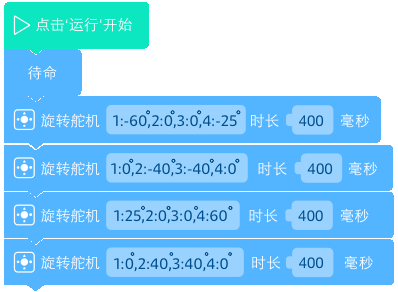 点击'运行'开始
待命
旋转舵机 1:-60°,2:0°,3:0°,4:-25° 时长 400 毫秒
旋转舵机 1:0°,2:-40°,3:-40°,4:0° 时长 400 毫秒
旋转舵机 1:25°,2:0°,3:0°,4:60° 时长 400 毫秒
旋转舵机 1:0°,2:40°,3:40°,4:0° 时长 400 毫秒